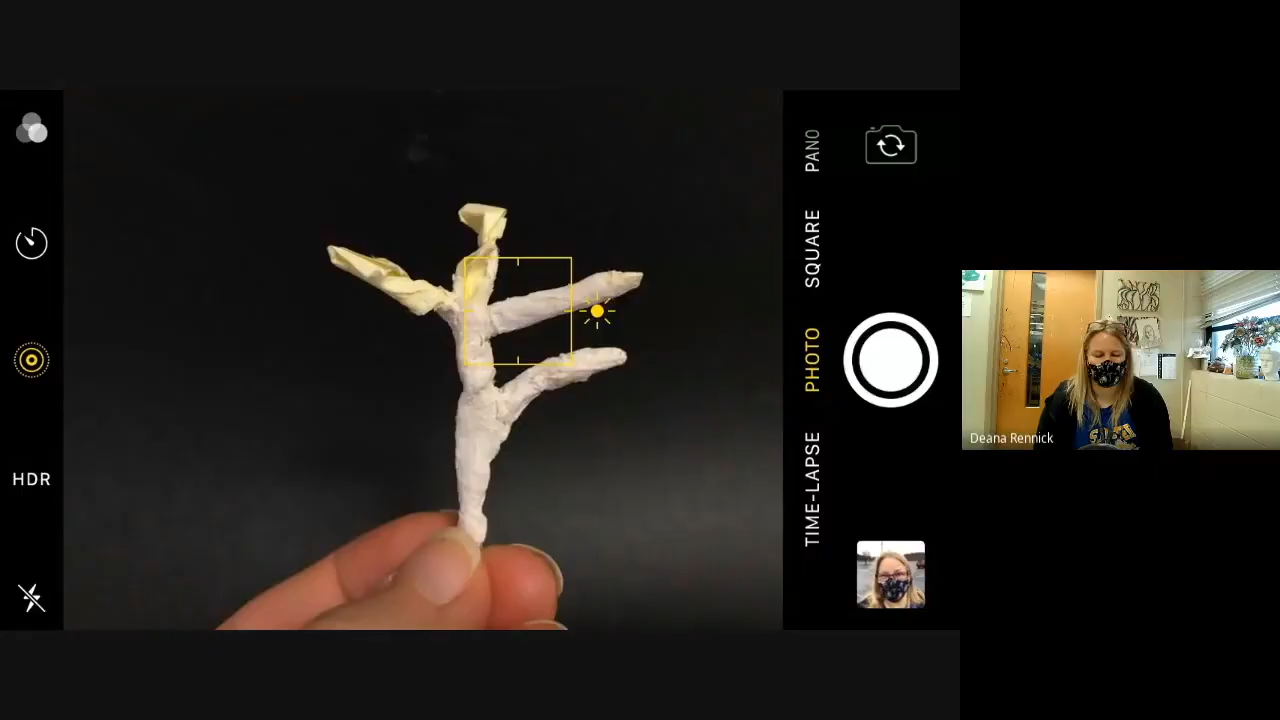 HDR
PANO
SQUARE
PHOTO
TIME-LAPSE
Deana Rennick